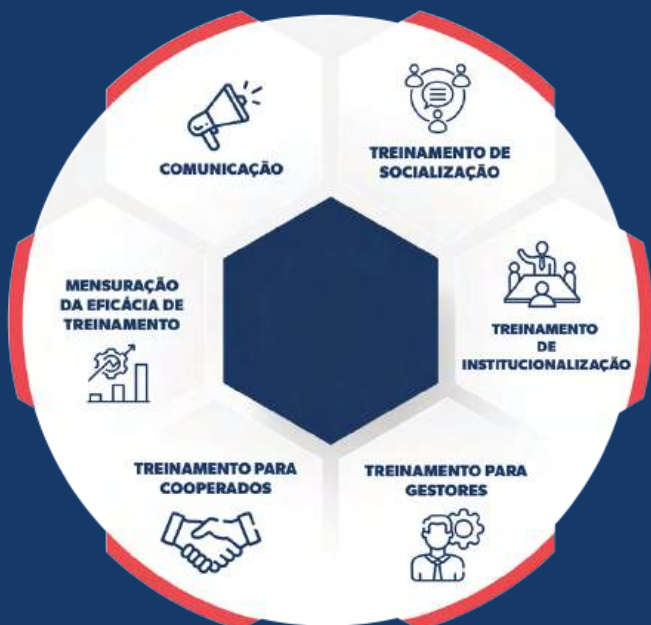 COMUNICAÇÃO
TREINAMENTO DE
SOCIALIZAÇÃO
TREINAMENTO
DE
INSTITUCIONALIZAÇÃO
TREINAMENTO PARA
GESTORES
TREINAMENTO PARA
COOPERADOS
MENSURAÇÃO
DA EFICÁCIA DE
TREINAMENTO